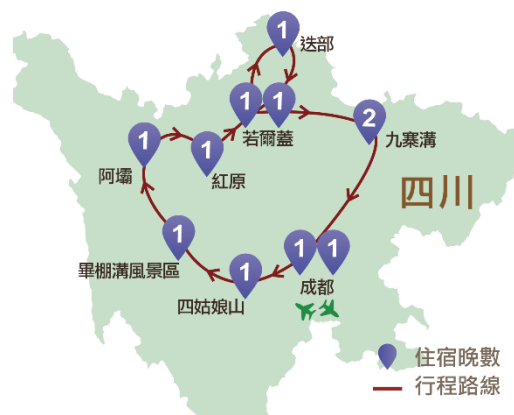 1
迭部
1
1
若爾蓋
2
九寨溝
1
阿壩
1
紅原
四川
1
畢棚溝風景區
1
四姑娘山
1
1
成都
住宿晚數
行程路線